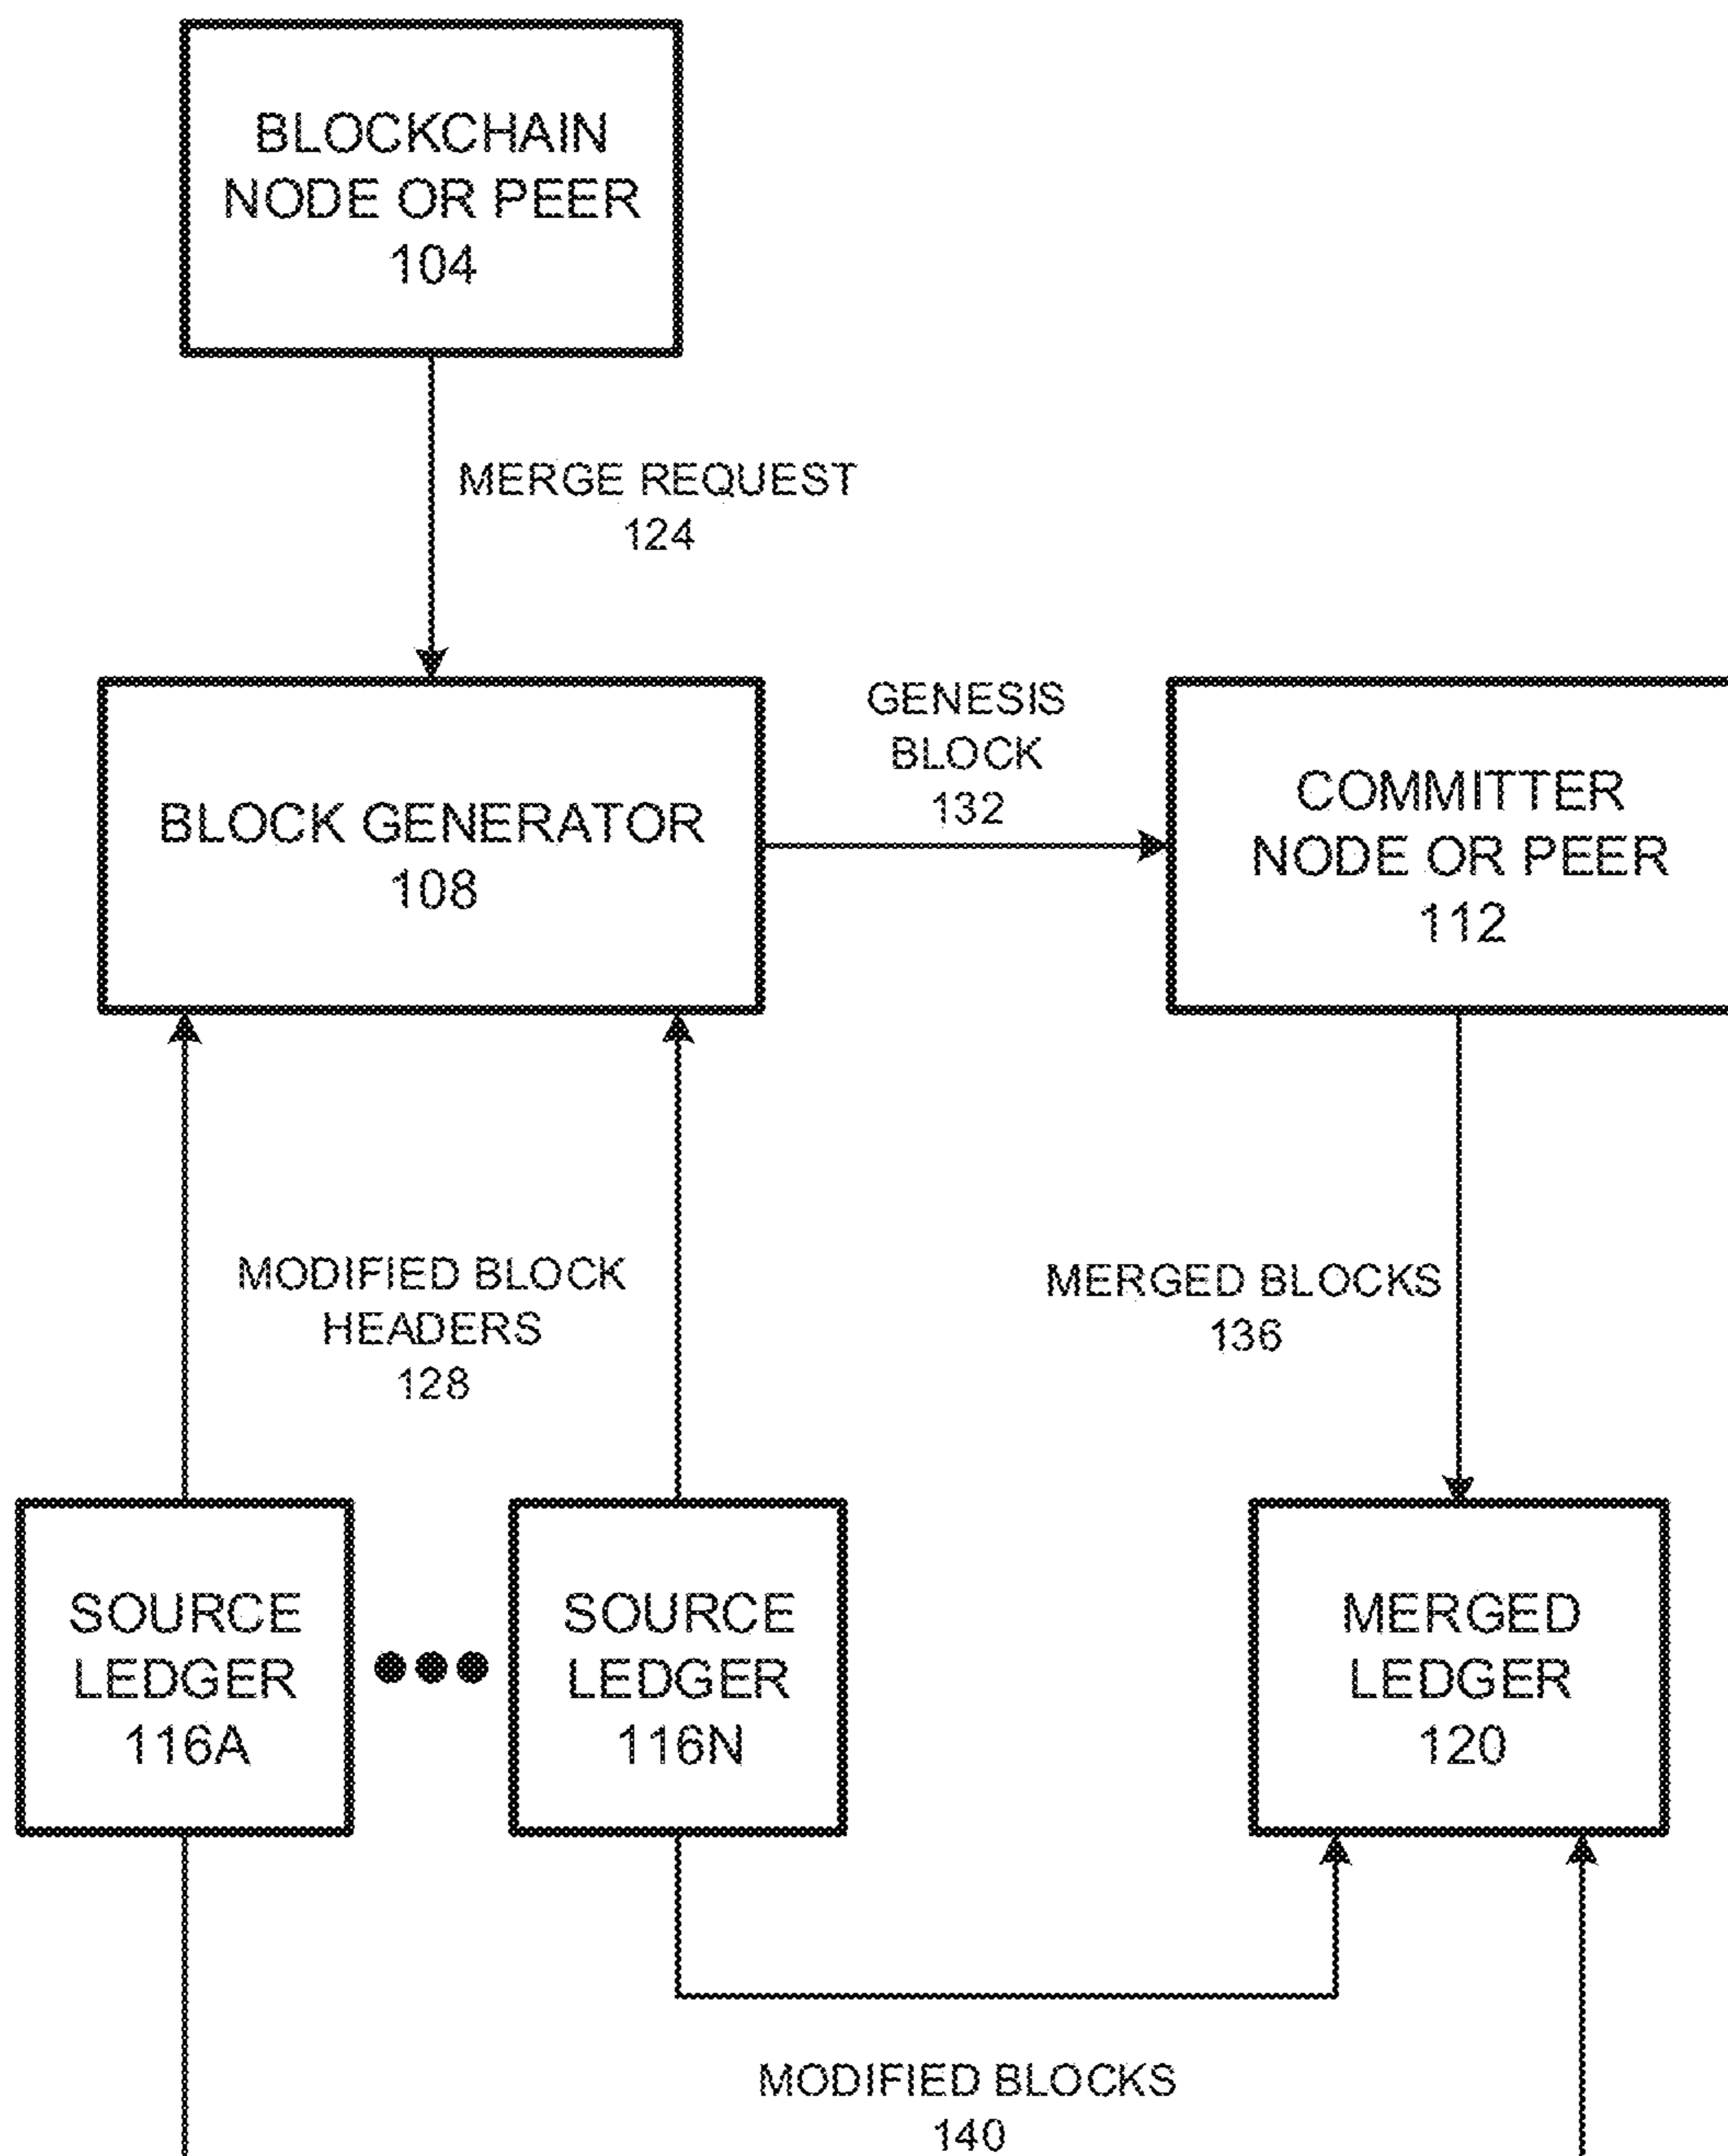 BLOCKCHAIN
NODE OR PEER
104
MERGE REQUEST
124
BLOCK GENERATOR
108
GENESIS
BLOCK
132
COMMITTER
NODE OR PEER
112
MODIFIED BLOCK
HEADERS
128
MERGED BLOCKS
136
SOURCE
LEDGER
116A
SOURCE
LEDGER
116N
MERGED
LEDGER
120
MODIFIED BLOCKS
140